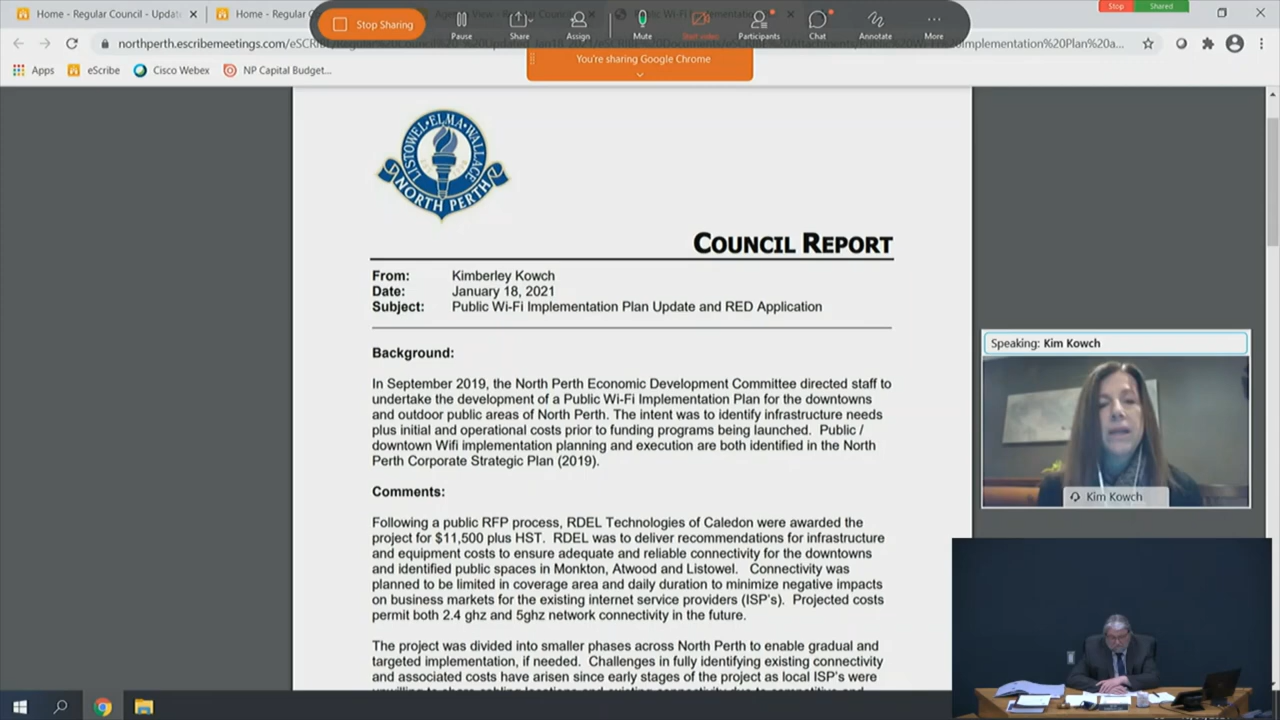 Home - Regular Council - Updat
Home - Regular Co
Stop Sharing
Pause
Share
Assign
Mute
Start video
Participants
Chat
Annotate
More
Stop
Shared
northperth.escribemeetings.com/eSCRIBE
Implementation%20Plan%20a...
You're sharing Google Chrome
Apps
eScribe
Cisco Webex
NP Capital Budget...
LISTOWEL•ELMA•WALLACE
NORTH PERTH
COUNCIL REPORT
From: Kimberley Kowch
Date: January 18, 2021
Subject: Public Wi-Fi Implementation Plan Update and RED Application
Background:
In September 2019, the North Perth Economic Development Committee directed staff to
undertake the development of a Public Wi-Fi Implementation Plan for the downtowns
and outdoor public areas of North Perth. The intent was to identify infrastructure needs
plus initial and operational costs prior to funding programs being launched. Public /
downtown Wifi implementation planning and execution are both identified in the North
Perth Corporate Strategic Plan (2019).
Comments:
Following a public RFP process, RDEL Technologies of Caledon were awarded the
project for $11,500 plus HST. RDEL was to deliver recommendations for infrastructure
and equipment costs to ensure adequate and reliable connectivity for the downtowns
and identified public spaces in Monkton, Atwood and Listowel. Connectivity was
planned to be limited in coverage area and daily duration to minimize negative impacts
on business markets for the existing internet service providers (ISP's). Projected costs
permit both 2.4 ghz and 5ghz network connectivity in the future.
The project was divided into smaller phases across North Perth to enable gradual and
targeted implementation, if needed. Challenges in fully identifying existing connectivity
and associated costs have arisen since early stages of the project as local ISP's were
Speaking: Kim Kowch
Kim Kowch